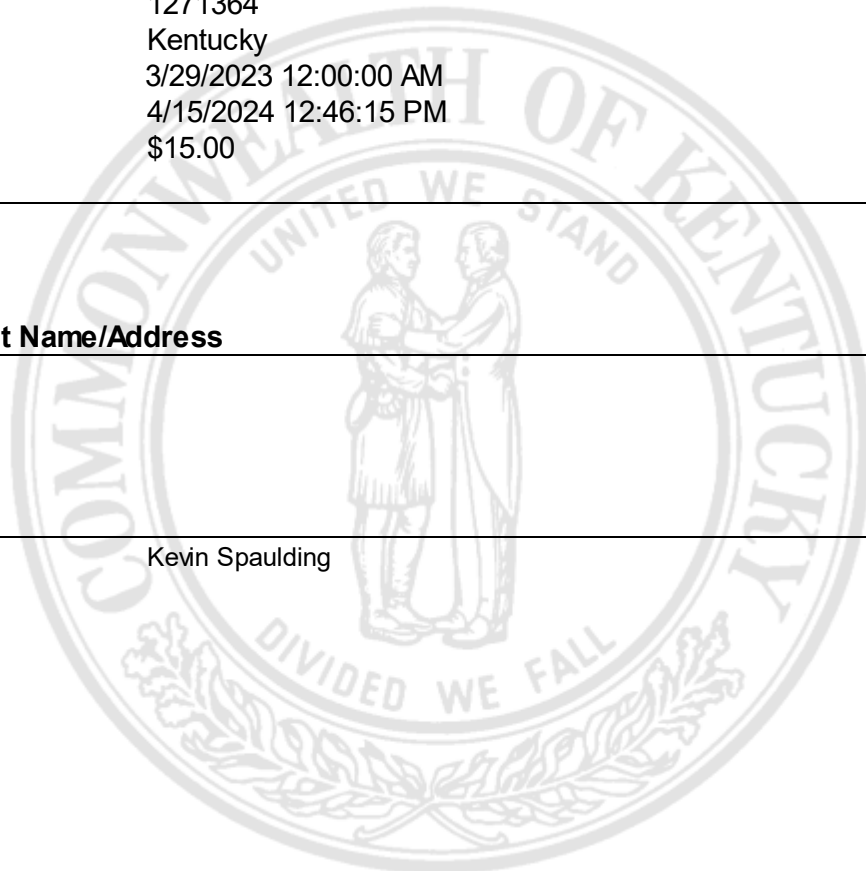 1271364
Kentucky
3/29/2023 12:00:00 AM
4/15/2024 12:46:15 PM
$15.00
COMMONWEALTH OF KENTUCKY
UNITED WE STAND
t Name/Address
Kevin Spaulding
DIVIDED WE FALL